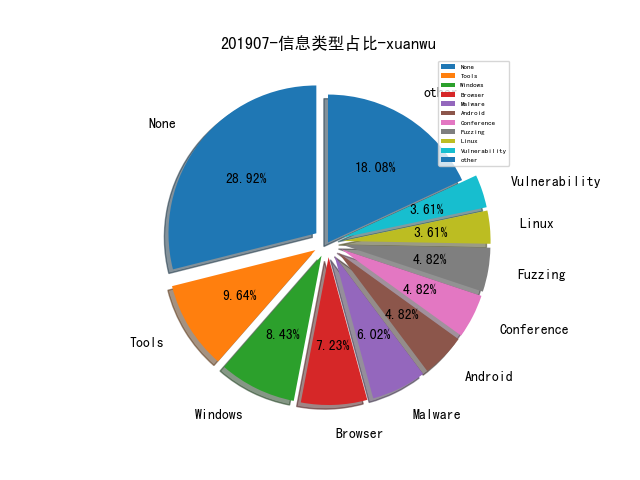 201907-信息类型占比-xuanwu
None
Tools
Windows
Browser
Malware
Android
Conference
Fuzzing
Linux
Vulnerability
other
None
28.92%
Tools
9.64%
Windows
8.43%
Browser
7.23%
Malware
6.02%
Android
4.82%
Conference
4.82%
Fuzzing
4.82%
Linux
3.61%
Vulnerability
3.61%
18.08%